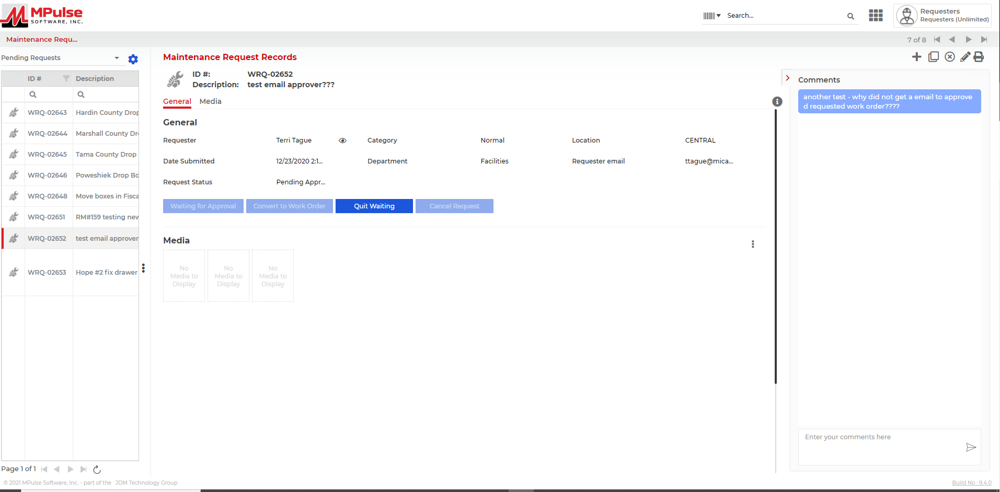 MPulse
SOFTWARE, INC.
Search...
Requesters
Requesters (Unlimited)
Maintenance Requ...
7 of 8
Pending Requests
Maintenance Request Records
ID #: WRQ-02652
Description: test email approver???
General Media
ID # Description
WRQ-02643 Hardin County Drop
WRQ-02644 Marshall County Dr
WRQ-02645 Tama County Drop
WRQ-02646 Poweshiek Drop Bo
WRQ-02648 Move boxes in Fisca
WRQ-02651 RM#159 testing new
WRQ-02652 test email approver
WRQ-02653 Hope #2 fix drawer
Page 1 of 1
General
Requester Terri Tague Category Normal Location CENTRAL
Date Submitted 12/23/2020 2:1... Department Facilities Requester email ttague@mica...
Request Status Pending Appr...
Waiting for Approval Convert to Work Order Quit Waiting Cancel Request
Media
No
Media to
Display
No
Media to
Display
No
Media to
Display
Comments
another test - why did not get a email to approve
d requested work order????
Enter your comments here
© 2021 MPulse Software, Inc. - part of the JDM Technology Group
Build No : 9.4.0